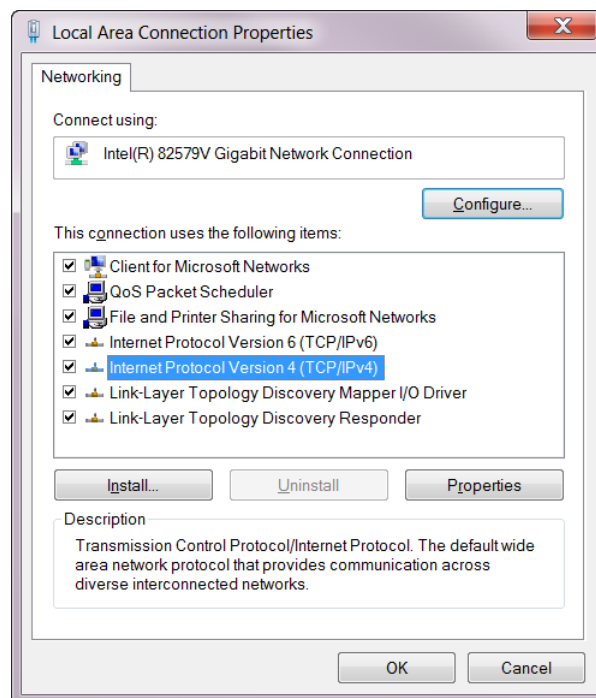 Local Area Connection Properties
Networking
Connect using:
Intel(R) 82579V Gigabit Network Connection
Configure...
This connection uses the following items:
Client for Microsoft Networks
QoS Packet Scheduler
File and Printer Sharing for Microsoft Networks
Internet Protocol Version 6 (TCP/IPv6)
Internet Protocol Version 4 (TCP/IPv4)
Link-Layer Topology Discovery Mapper I/O Driver
Link-Layer Topology Discovery Responder
Install... Uninstall Properties
Description
Transmission Control Protocol/Internet Protocol. The default wide
area network protocol that provides communication across
diverse interconnected networks.
OK Cancel